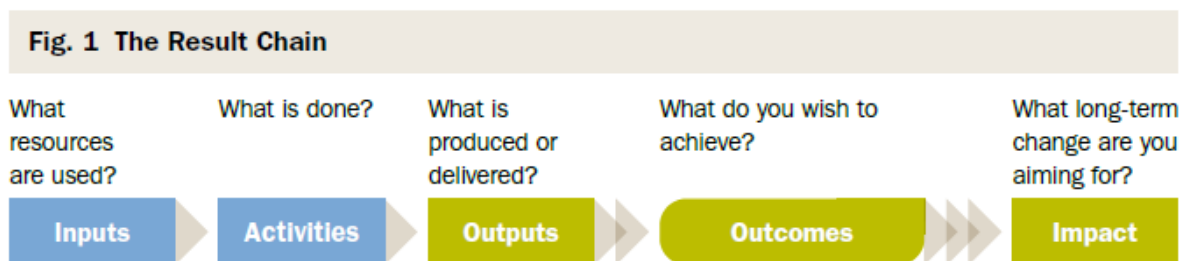 Fig. 1 The Result Chain
What
resources
are used?
What is done?
What is
produced or
delivered?
What do you wish to
achieve?
What long-term
change are you
aiming for?
Inputs
Activities
Outputs
Outcomes
Impact